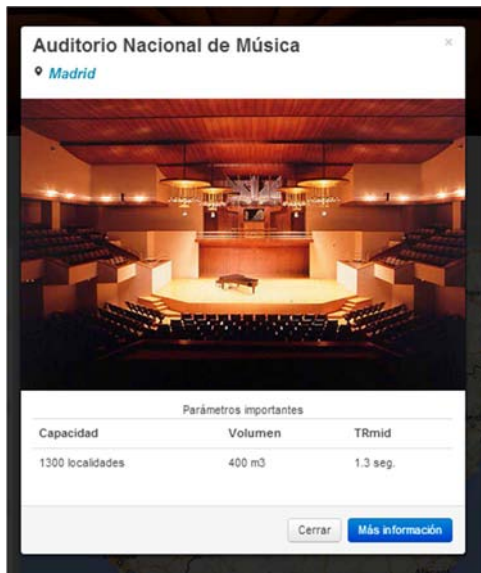 Auditorio Nacional de Música ×
Madrid
Parámetros importantes
Capacidad Volumen TRmid
1300 localidades 400 m3 1.3 seg.
Cerrar Más información